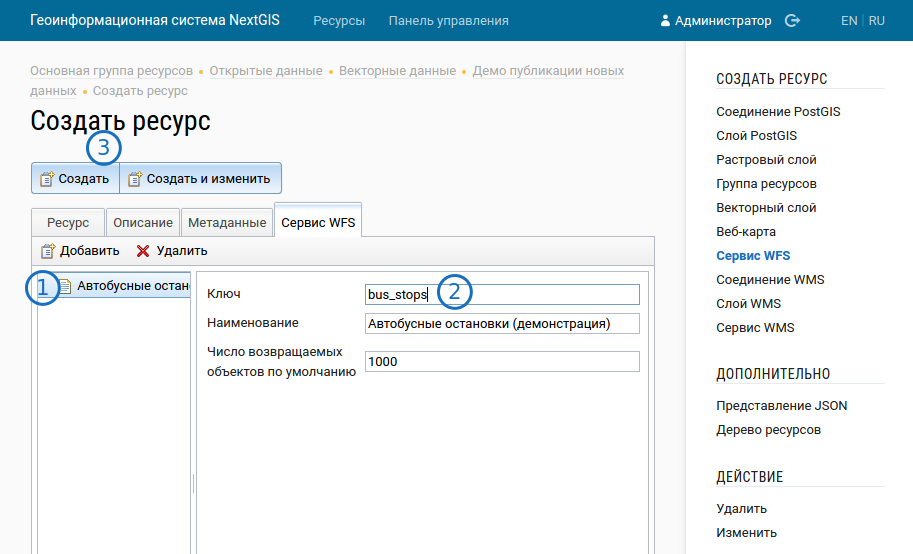 Геоинформационная система NextGIS Ресурсы Панель управления Администратор EN RU
Основная группа ресурсов • Открытые данные • Векторные данные • Демо публикации новых
данных • Создать ресурс
Создать ресурс
3
Создать Создать и изменить
Ресурс Описание Метаданные Сервис WFS
Добавить Удалить
1 Автобусные остан
Ключ bus_stops 2
Наименование Автобусные остановки (демонстрация)
Число возвращаемых
объектов по умолчанию 1000
СОЗДАТЬ РЕСУРС
Соединение PostGIS
Слой PostGIS
Растровый слой
Группа ресурсов
Векторный слой
Веб-карта
Сервис WFS
Соединение WMS
Слой WMS
Сервис WMS
ДОПОЛНИТЕЛЬНО
Представление JSON
Дерево ресурсов
ДЕЙСТВИЕ
Удалить
Изменить